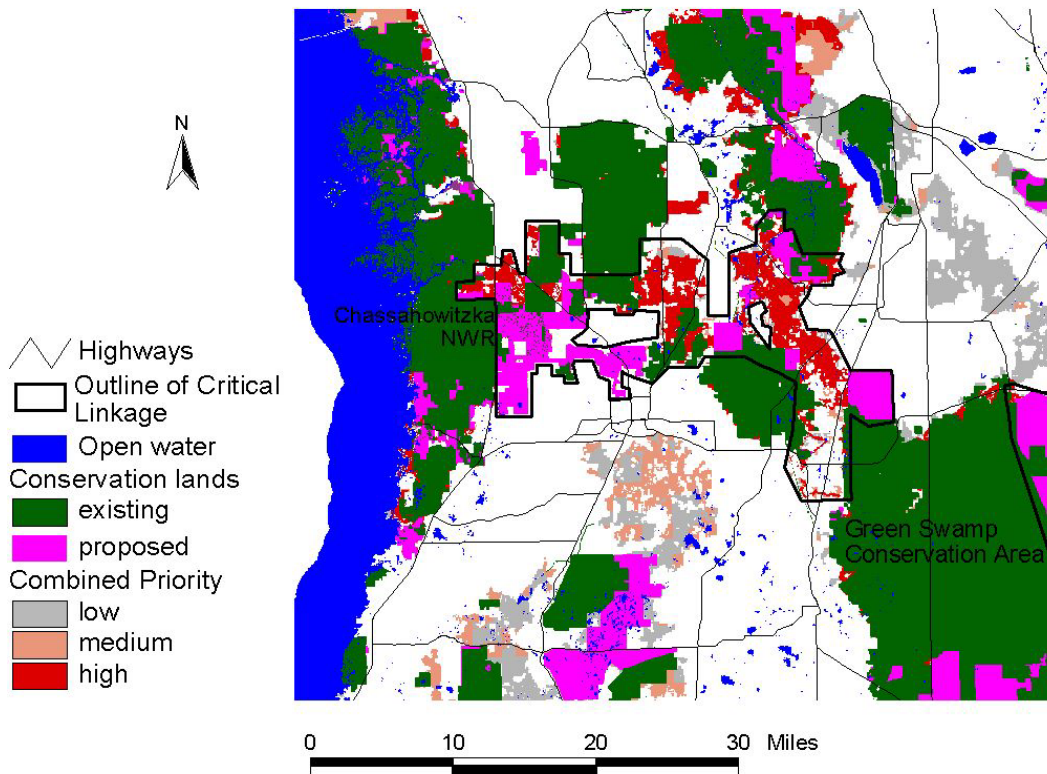 N
Chassahowitzka
NWR
Highways
Outline of Critical
Linkage
Open water
Conservation lands
existing
proposed
Combined Priority
low
medium
high
Green Swamp
Conservation Area
0 10 20 30 Miles